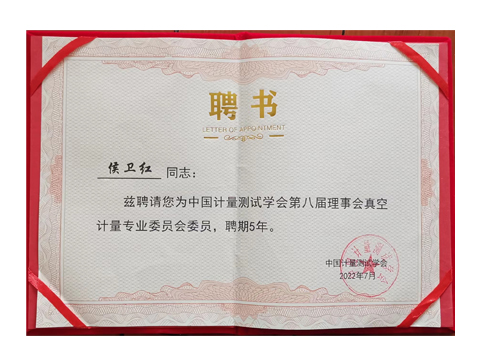 聘书
LETTER OF APPOINTMENT
侯卫红 同志：
兹聘请您为中国计量测试学会第八届理事会真空
计量专业委员会委员，聘期5年。
中国计量测试学会
2022年7月